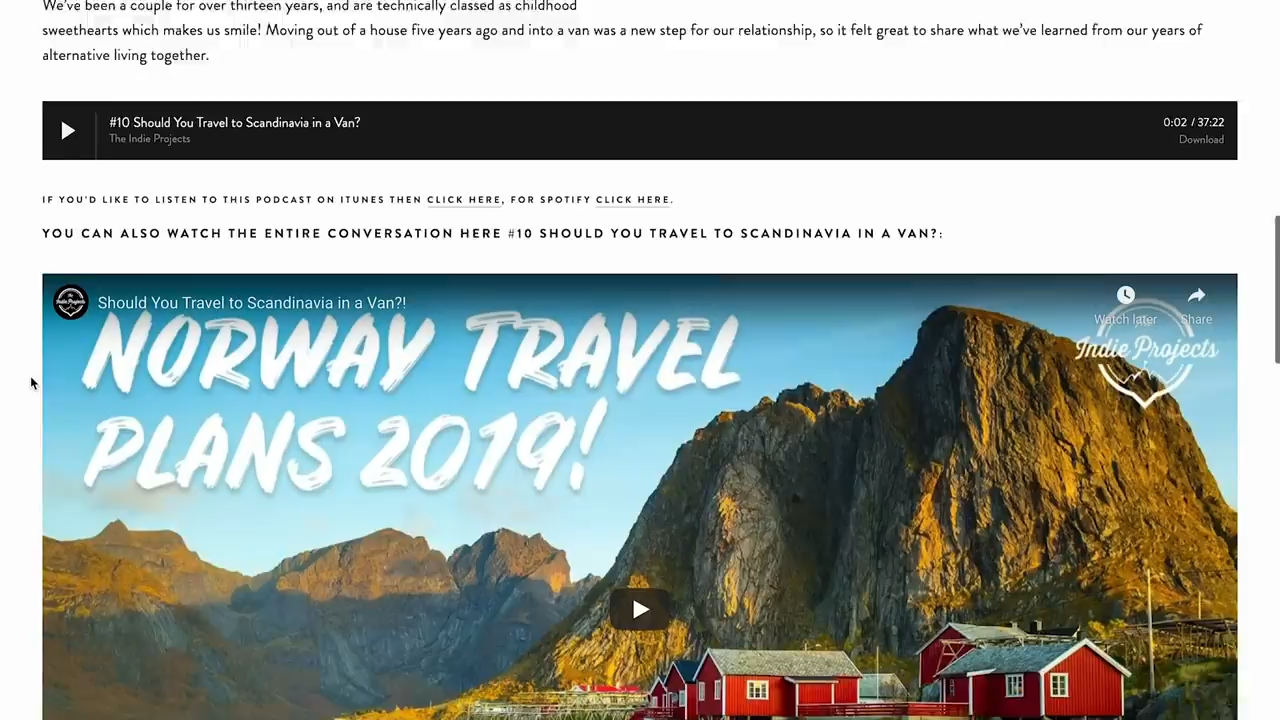 We've been a couple for over thirteen years, and are technically classed as childhood
sweethearts which makes us smile! Moving out of a house five years ago and into a van was a new step for our relationship, so it felt great to share what we've learned from our years of
alternative living together.
#10 Should You Travel to Scandinavia in a Van?
The Indie Projects
0:02 / 37:22
Download
IF YOU'D LIKE TO LISTEN TO THIS PODCAST ON ITUNES THEN CLICK HERE, FOR SPOTIFY CLICK HERE.
YOU CAN ALSO WATCH THE ENTIRE CONVERSATION HERE #10 SHOULD YOU TRAVEL TO SCANDINAVIA IN A VAN?:
Indie Projects
Should You Travel to Scandinavia in a Van?!
Watch later
Share
NORWAY TRAVEL
PLANS 2019!
Indie Projects